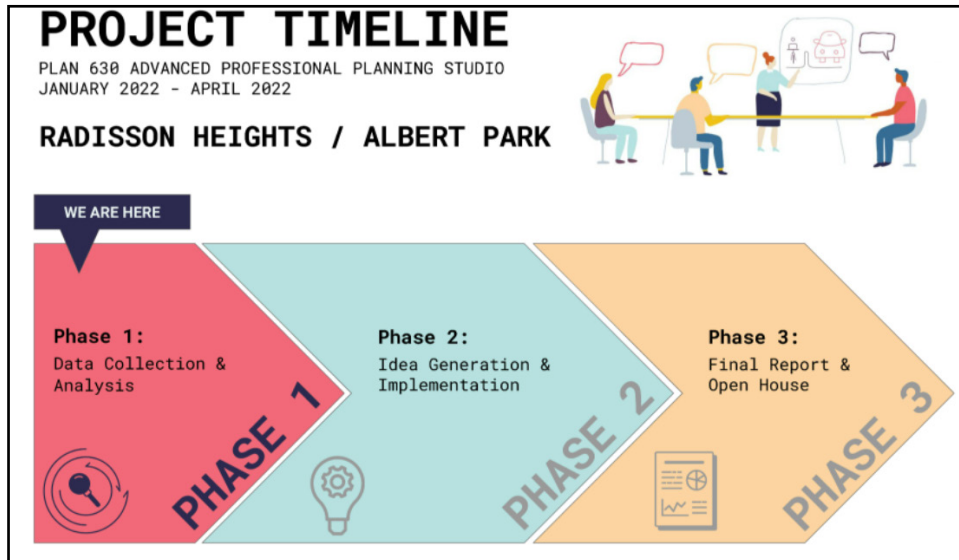 PROJECT TIMELINE
PLAN 630 ADVANCED PROFESSIONAL PLANNING STUDIO
JANUARY 2022 - APRIL 2022
RADISSON HEIGHTS / ALBERT PARK
WE ARE HERE
Phase 1:
Data Collection &
Analysis
PHASE 1
Phase 2:
Idea Generation &
Implementation
PHASE 2
Phase 3:
Final Report &
Open House
PHASE 3